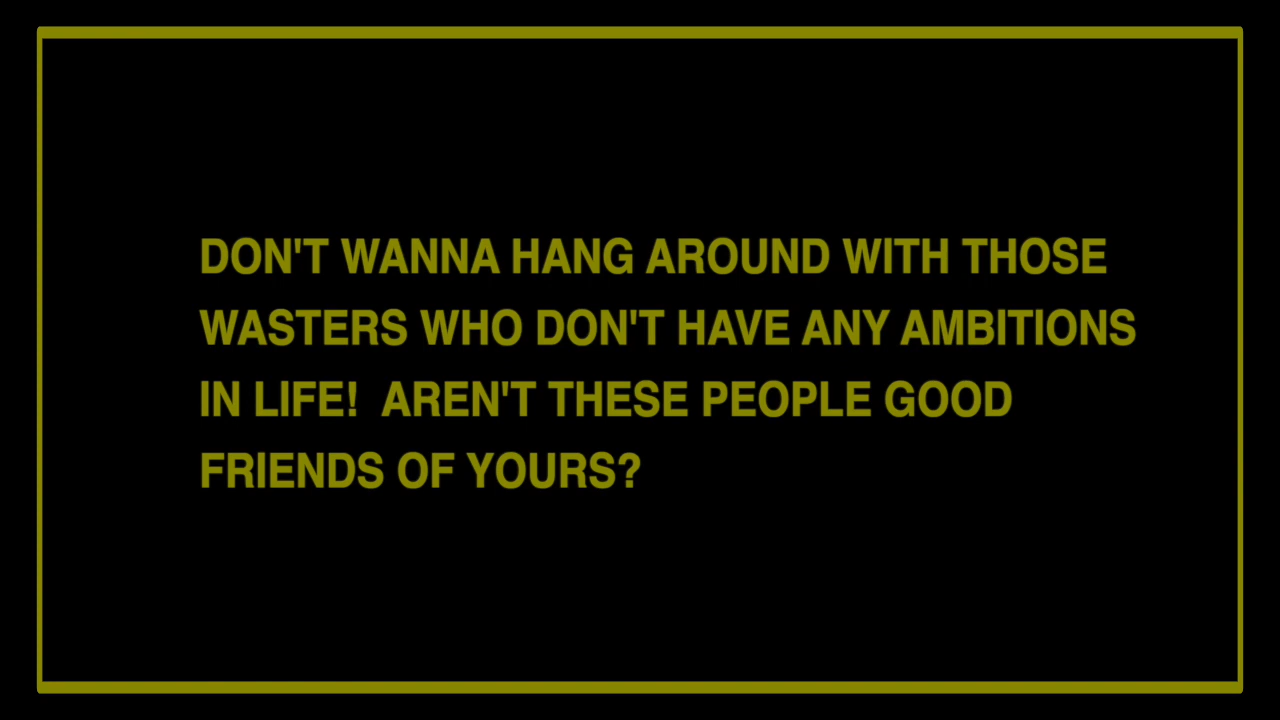 DON'T WANNA HANG AROUND WITH THOSE
WASTERS WHO DON'T HAVE ANY AMBITIONS
IN LIFE!  AREN'T THESE PEOPLE GOOD
FRIENDS OF YOURS?